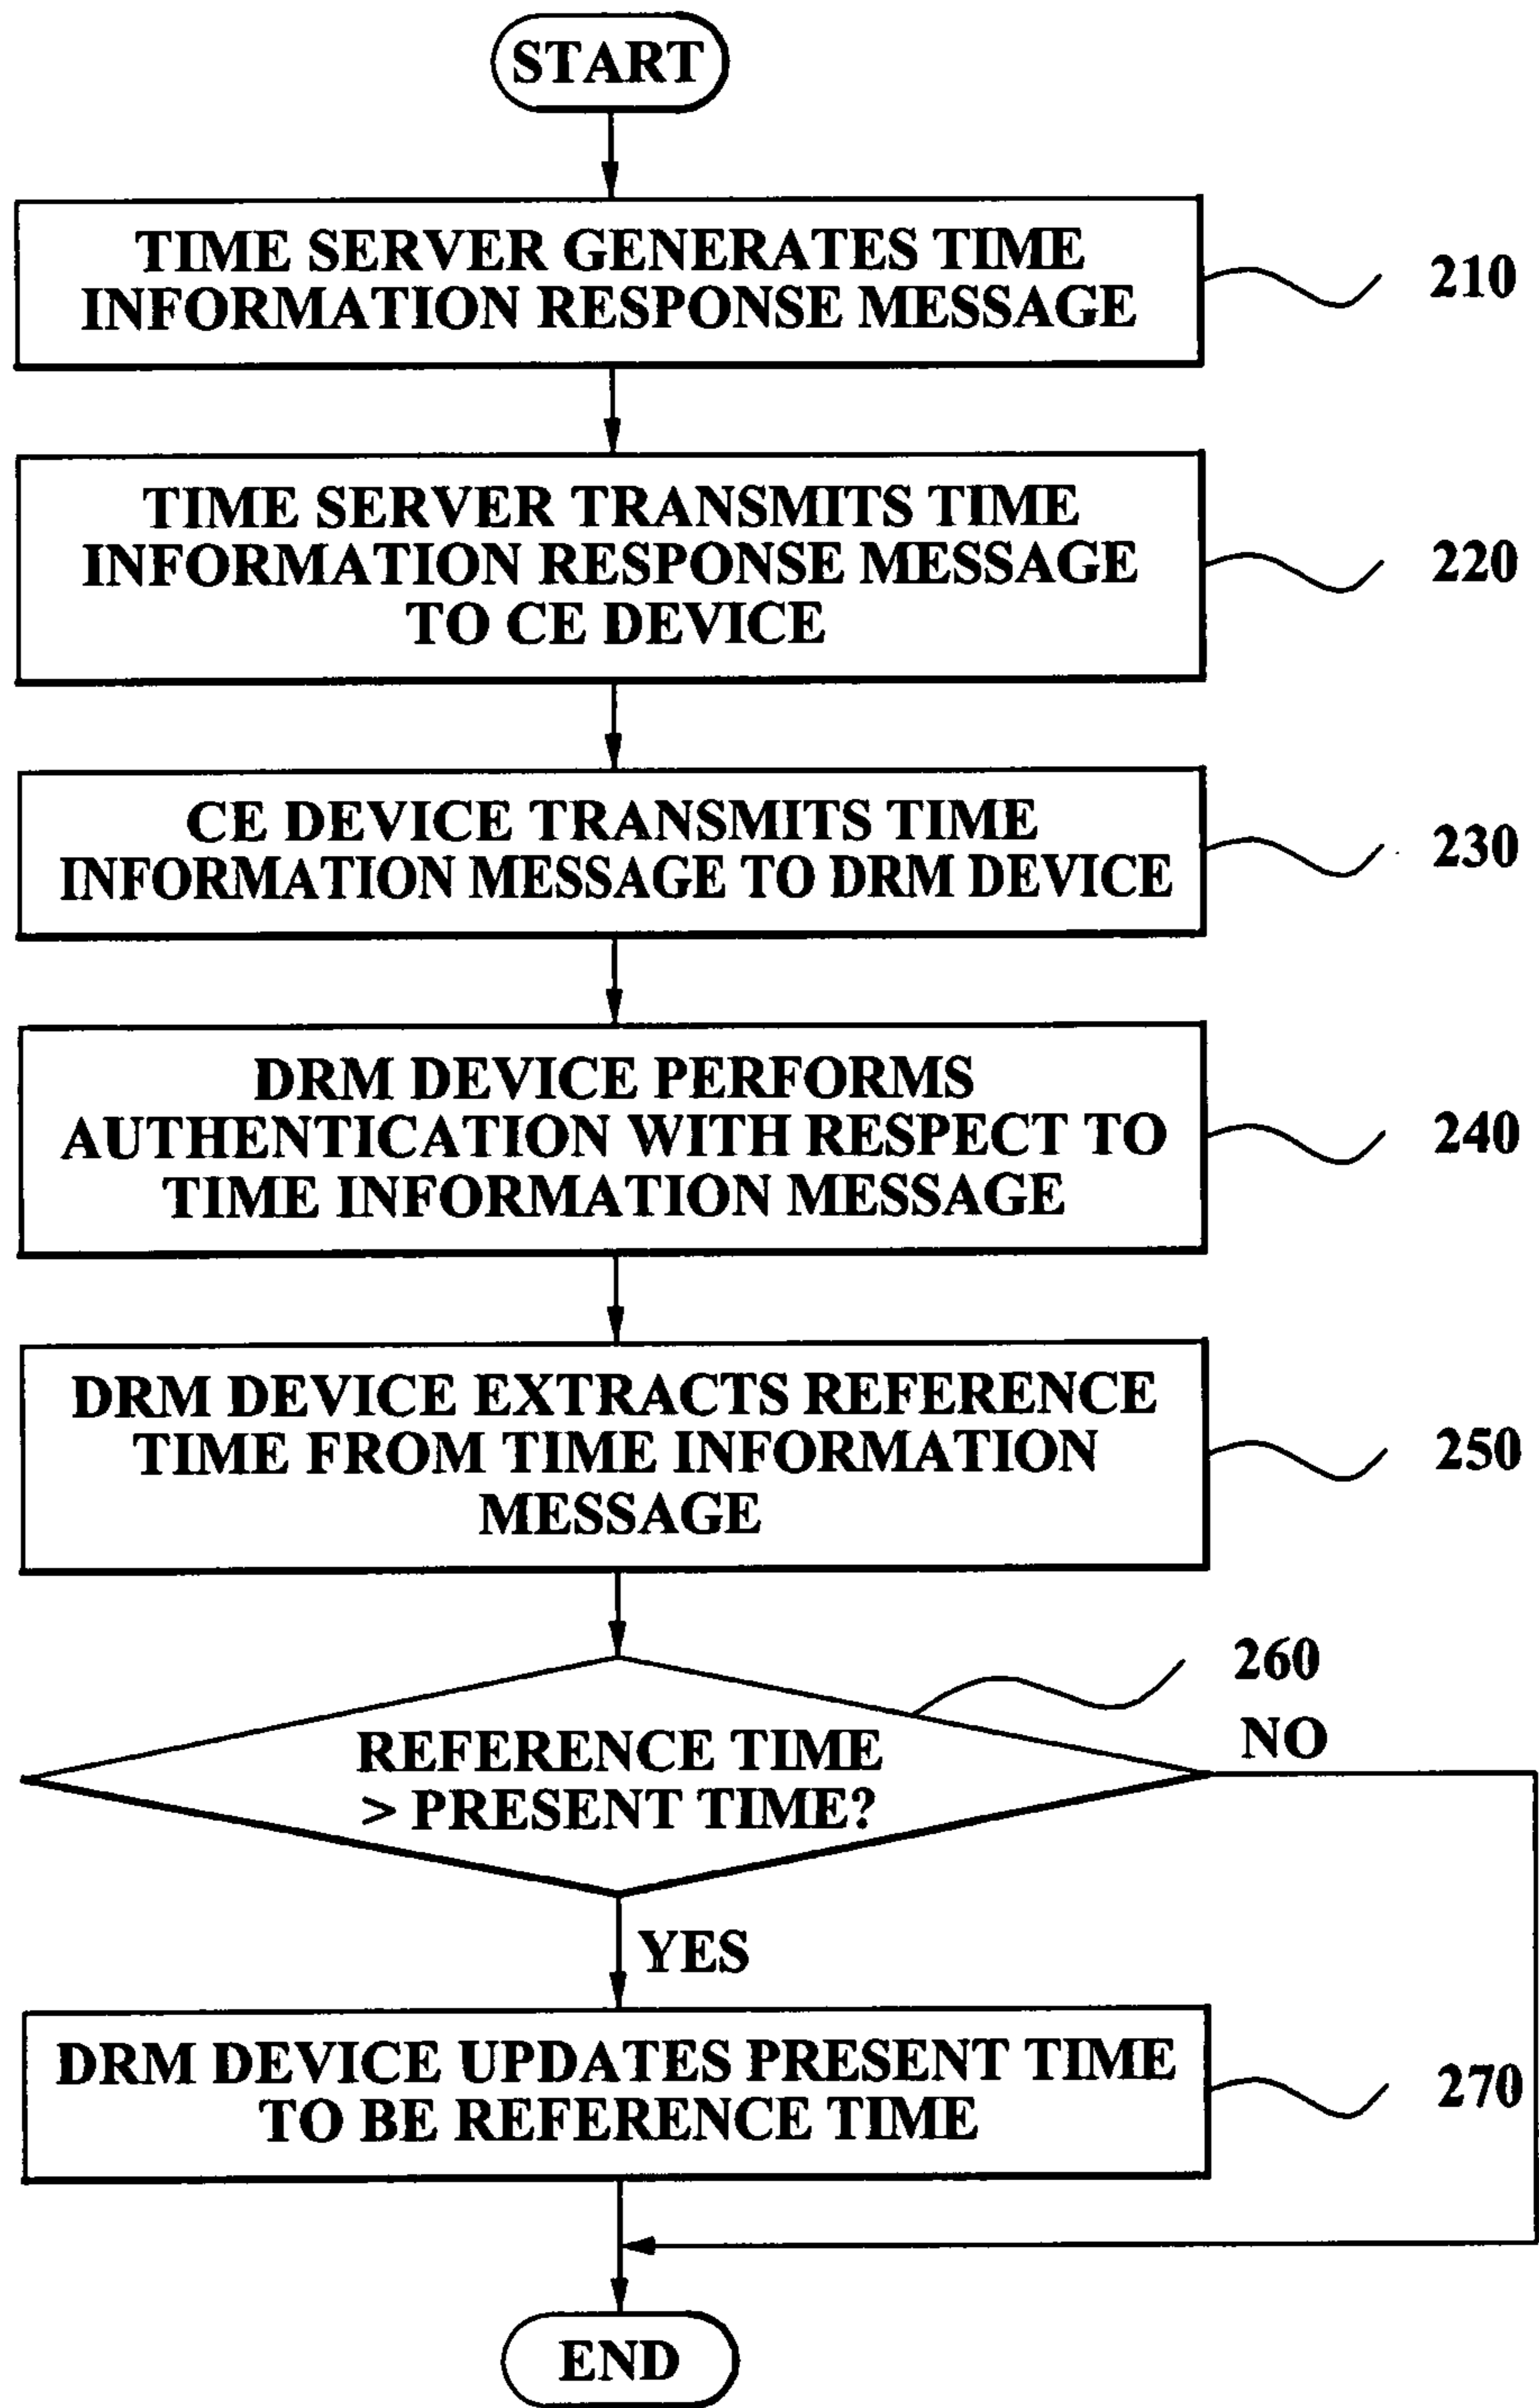 START
TIME SERVER GENERATES TIME
INFORMATION RESPONSE MESSAGE
210
TIME SERVER TRANSMITS TIME
INFORMATION RESPONSE MESSAGE
TO CE DEVICE
220
CE DEVICE TRANSMITS TIME
INFORMATION MESSAGE TO DRM DEVICE
230
DRM DEVICE PERFORMS
AUTHENTICATION WITH RESPECT TO
TIME INFORMATION MESSAGE
240
DRM DEVICE EXTRACTS REFERENCE
TIME FROM TIME INFORMATION
MESSAGE
250
260
REFERENCE TIME
> PRESENT TIME?
NO
YES
DRM DEVICE UPDATES PRESENT TIME
TO BE REFERENCE TIME
270
END